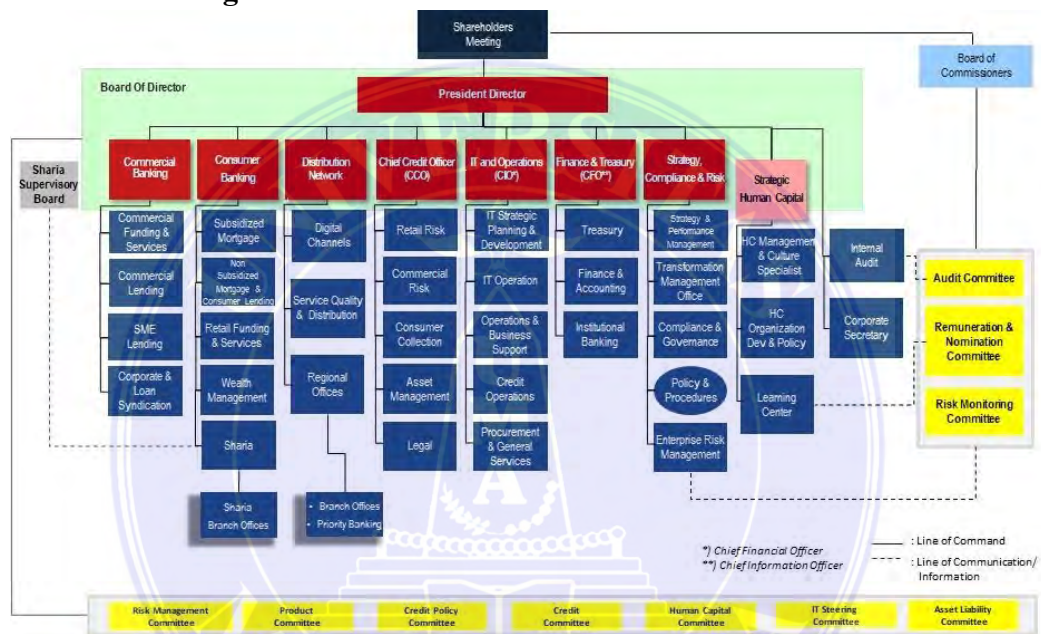 Shareholders
Meeting
Board of
Commissioners
Board Of Director
President Director
Sharia
Supervisory
Board
Commercial
Banking
Consumer
Banking
Distribution
Network
Chief Credit Officer
(CCO)
IT and Operations
(CIO*)
Finance & Treasury
(CFO**)
Strategy,
Compliance & Risk
Strategic
Human Capital
Commercial
Funding &
Services
Commercial
Lending
SME
Lending
Corporate &
Loan
Syndication
Subsidized
Mortgage
Non
Subsidized
Mortgage &
Consumer Lending
Retail Funding
& Services
Wealth
Management
Sharia
Sharia
Branch Offices
Digital
Channels
Service Quality
& Distribution
Regional
Offices
• Branch Offices
• Priority Banking
Retail Risk
Commercial
Risk
Consumer
Collection
Asset
Management
Legal
IT Strategic
Planning &
Development
IT Operation
Operations &
Business
Support
Credit
Operations
Procurement
& General
Services
Treasury
Finance &
Accounting
Institutional
Banking
Strategy &
Performance
Management
Transformation
Management
Office
Compliance &
Governance
Policy &
Procedures
Enterprise Risk
Management
HC Management
& Culture
Specialist
HC
Organization
Dev & Policy
Learning
Center
Internal
Audit
Corporate
Secretary
Audit Committee
Remuneration &
Nomination
Committee
Risk Monitoring
Committee
*) Chief Financial Officer
**) Chief Information Officer
: Line of Command
: Line of Communication/
Information
Risk Management
Committee
Product
Committee
Credit Policy
Committee
Credit
Committee
Human Capital
Committee
IT Steering
Committee
Asset Liability
Committee